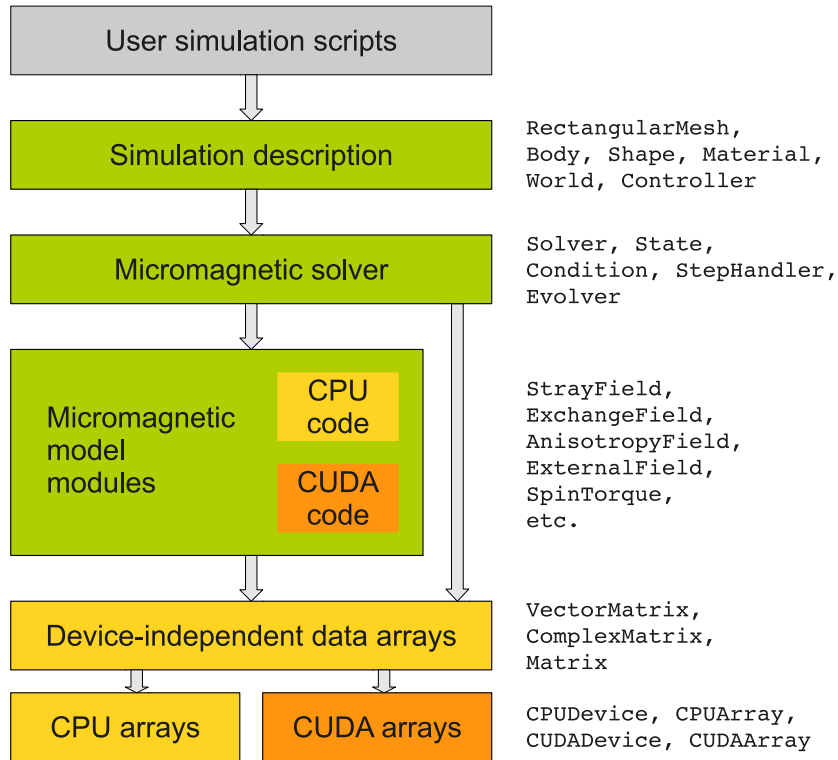 User simulation scripts
Simulation description
RectangularMesh,
Body, Shape, Material,
World, Controller
Micromagnetic solver
Solver, State,
Condition, StepHandler,
Evolver
Micromagnetic
model
modules
CPU
code
CUDA
code
StrayField,
ExchangeField,
AnisotropyField,
ExternalField,
SpinTorque,
etc.
Device-independent data arrays
VectorMatrix,
ComplexMatrix,
Matrix
CPU arrays
CUDA arrays
CPUDevice, CPUArray,
CUDADevice, CUDAArray